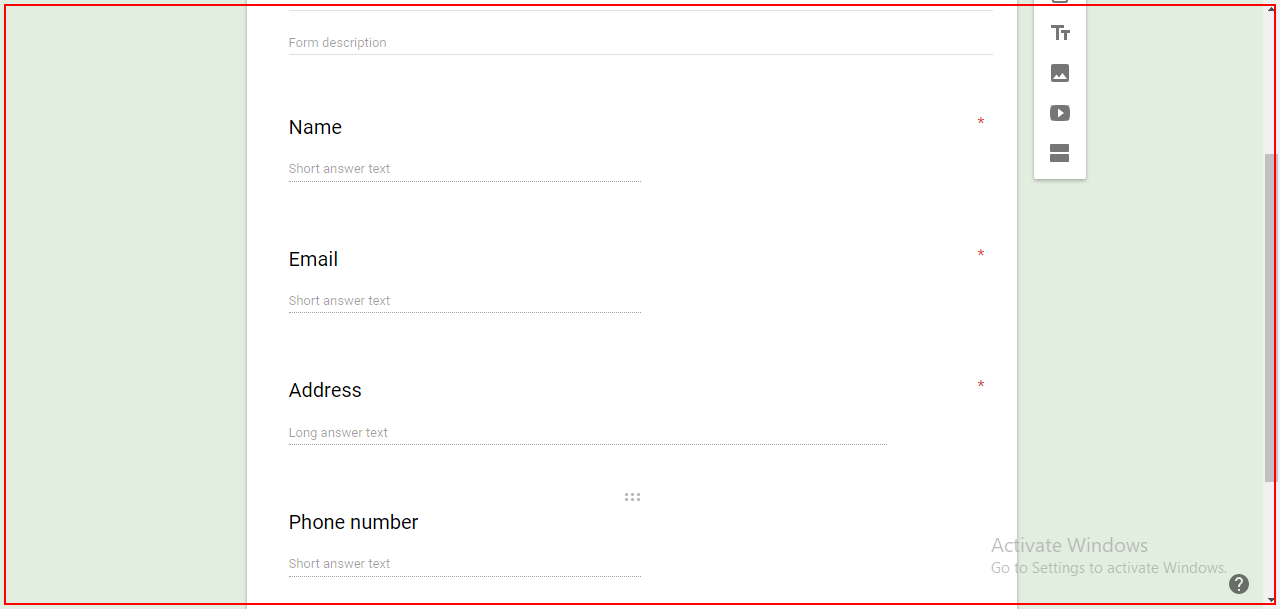 Form description
Name *
Short answer text
Email *
Short answer text
Address *
Long answer text
Phone number
Short answer text
Activate Windows
Go to Settings to activate Windows.